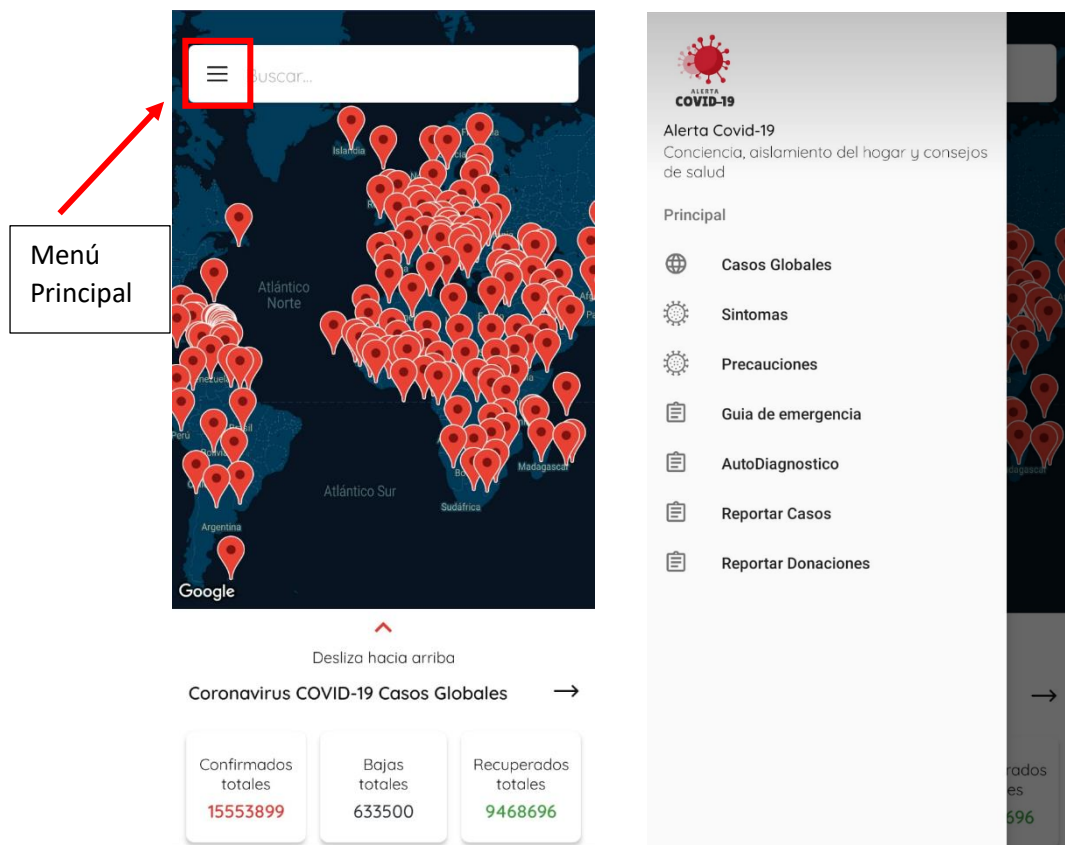 Buscar...
Islandia
Menú
Principal
Atlántico
Norte
Perú
Brasil
Bolivia
Madagascar
Atlántico Sur
Sudáfrica
Argentina
Google
Desliza hacia arriba
Coronavirus COVID-19 Casos Globales
Confirmados
totales
15553899
Bajas
totales
633500
Recuperados
totales
9468696
ALERTA
COVID-19
Alerta Covid-19
Conciencia, aislamiento del hogar y consejos
de salud
Principal
Casos Globales
Sintomas
Precauciones
Guia de emergencia
AutoDiagnostico
Reportar Casos
Reportar Donaciones
rados
es
696